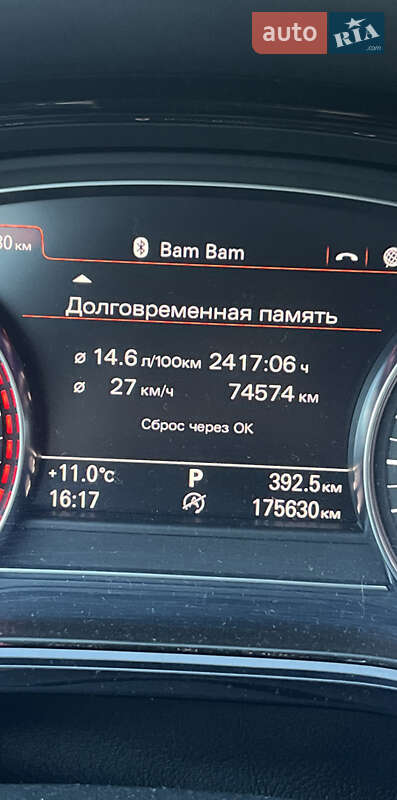 auto RIA .com
80 км
Bam Bam
Долговременная память
⌀ 14.6 л/100км 2417:06 ч
⌀ 27 км/ч 74574 км
Сброс через OK
+11.0°C P 392.5 км
16:17 A 175630 км